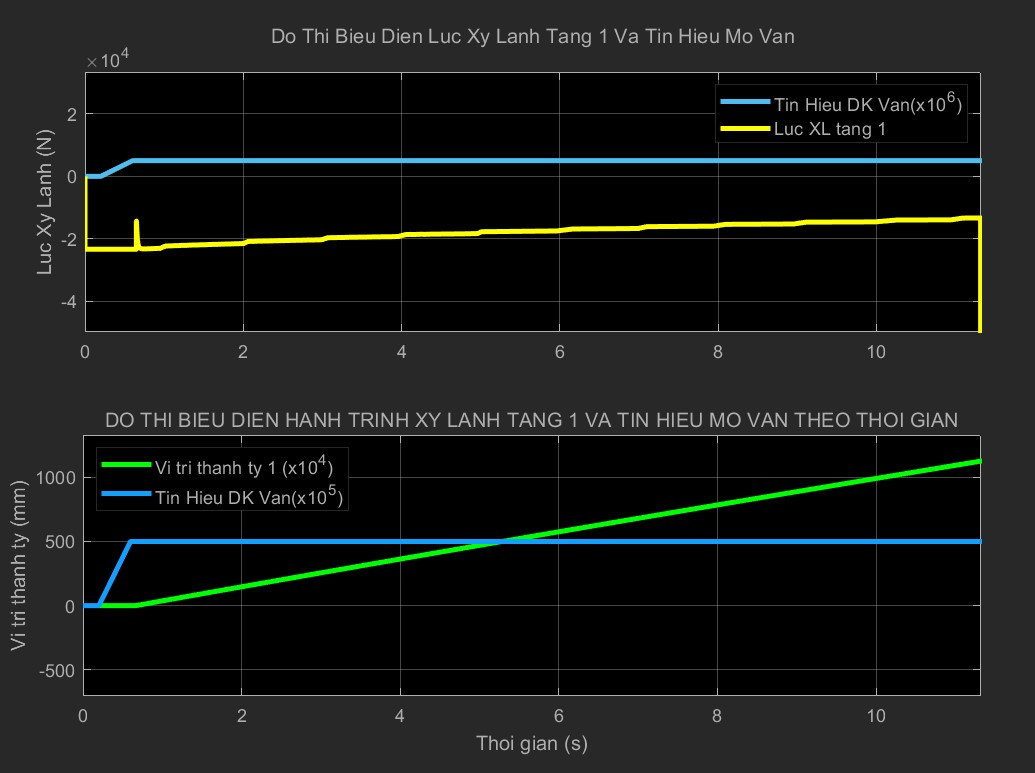 Do Thi Bieu Dien Luc Xy Lanh Tang 1 Va Tin Hieu Mo Van
×10^4
Luc Xy Lanh (N)
2
0
-2
-4
Tin Hieu DK Van(x10^6)
Luc XL tang 1
0 2 4 6 8 10
DO THI BIEU DIEN HANH TRINH XY LANH TANG 1 VA TIN HIEU MO VAN THEO THOI GIAN
Vi tri thanh ty (mm)
1000
500
0
-500
Vi tri thanh ty 1 (x10^4)
Tin Hieu DK Van(x10^5)
0 2 4 6 8 10
Thoi gian (s)